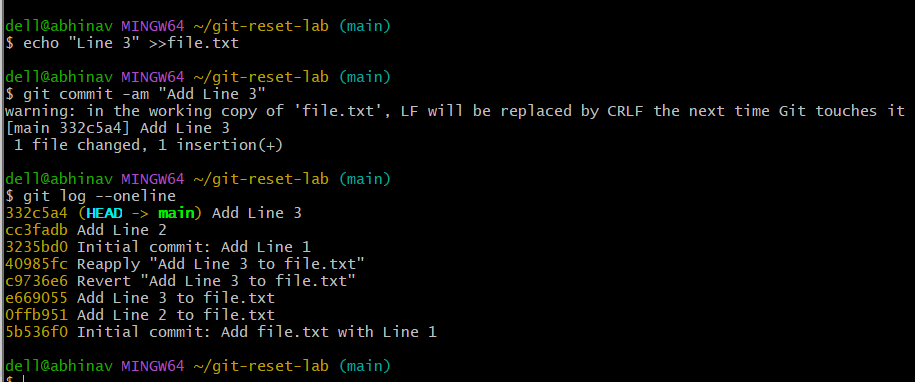 dell@abhinav MINGW64 ~/git-reset-lab (main)
$ echo "Line 3" >>file.txt
dell@abhinav MINGW64 ~/git-reset-lab (main)
$ git commit -am "Add Line 3"
warning: in the working copy of 'file.txt', LF will be replaced by CRLF the next time Git touches it
[main 332c5a4] Add Line 3
 1 file changed, 1 insertion(+)
dell@abhinav MINGW64 ~/git-reset-lab (main)
$ git log --oneline
332c5a4 (HEAD -> main) Add Line 3
cc3fadb Add Line 2
3235bd0 Initial commit: Add Line 1
40985fc Reapply "Add Line 3 to file.txt"
c9736e6 Revert "Add Line 3 to file.txt"
e669055 Add Line 3 to file.txt
0ffb951 Add Line 2 to file.txt
5b536f0 Initial commit: Add file.txt with Line 1
dell@abhinav MINGW64 ~/git-reset-lab (main)
$